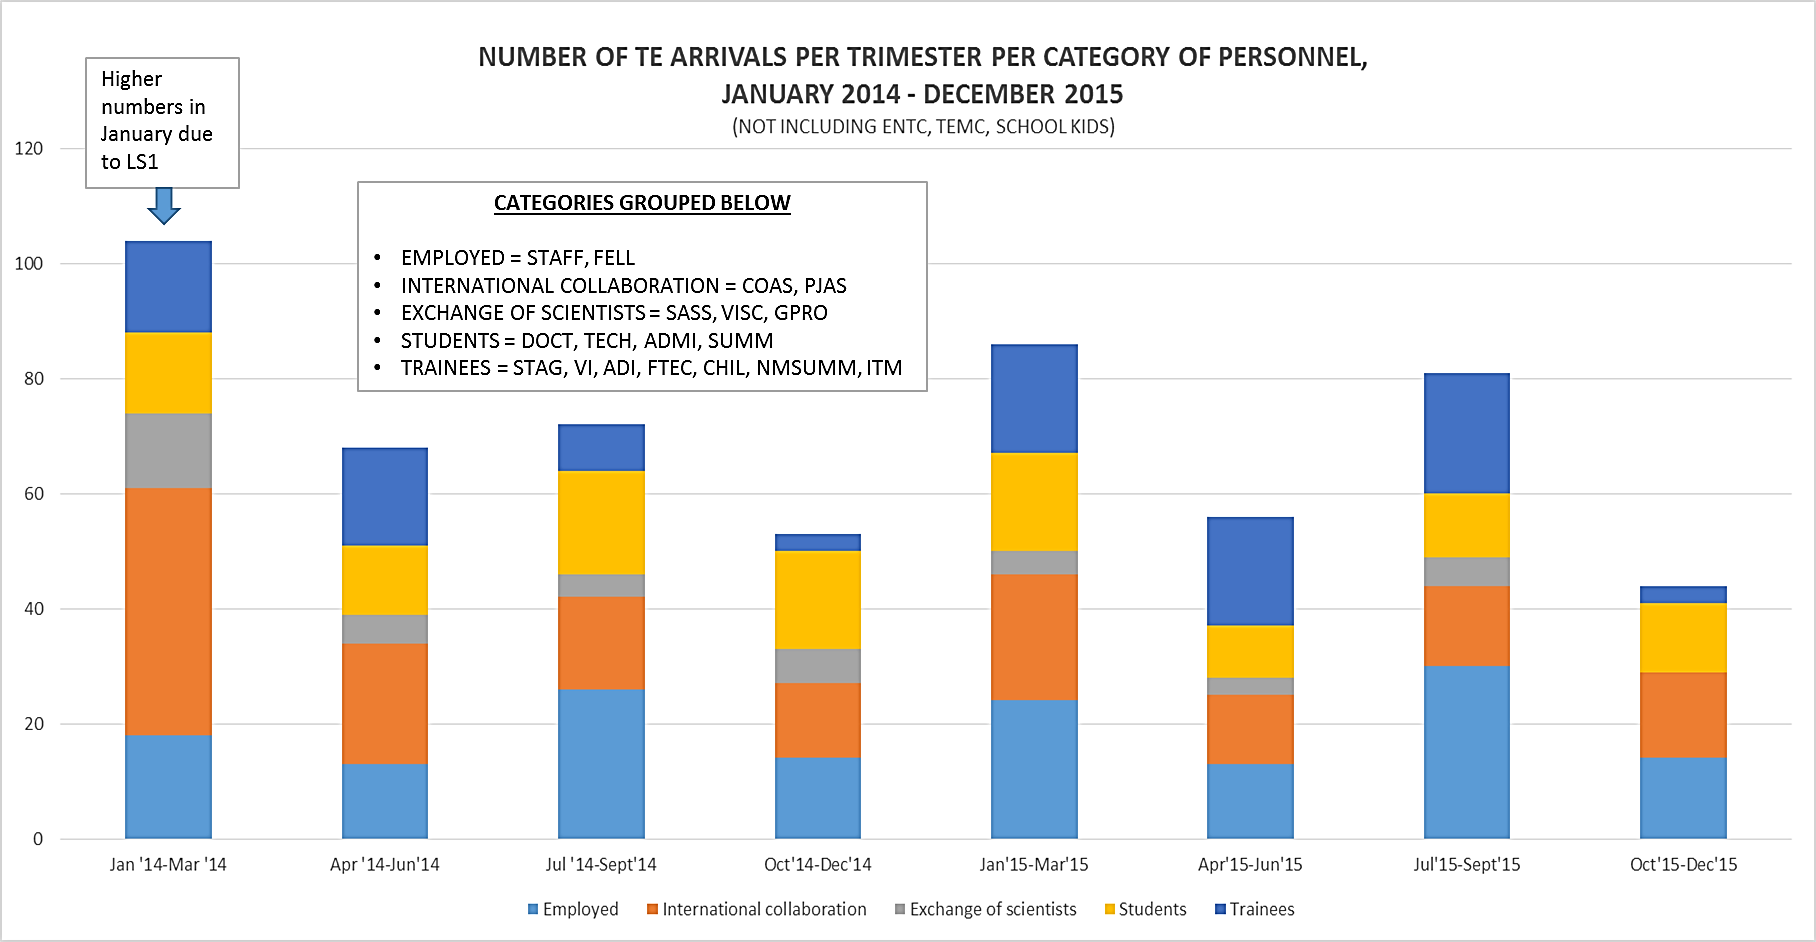 NUMBER OF TE ARRIVALS PER TRIMESTER PER CATEGORY OF PERSONNEL,
JANUARY 2014 - DECEMBER 2015
(NOT INCLUDING ENTC, TEMC, SCHOOL KIDS)
Higher
numbers in
January due
to LS1
CATEGORIES GROUPED BELOW
• EMPLOYED = STAFF, FELL
• INTERNATIONAL COLLABORATION = COAS, PJAS
• EXCHANGE OF SCIENTISTS = SASS, VISC, GPRO
• STUDENTS = DOCT, TECH, ADMI, SUMM
• TRAINEES = STAG, VI, ADI, FTEC, CHIL, NMSUMM, ITM
120
100
80
60
40
20
0
Jan '14-Mar '14 Apr '14-Jun'14 Jul '14-Sept'14 Oct'14-Dec'14 Jan'15-Mar'15 Apr'15-Jun'15 Jul'15-Sept'15 Oct'15-Dec'15
Employed International collaboration Exchange of scientists Students Trainees